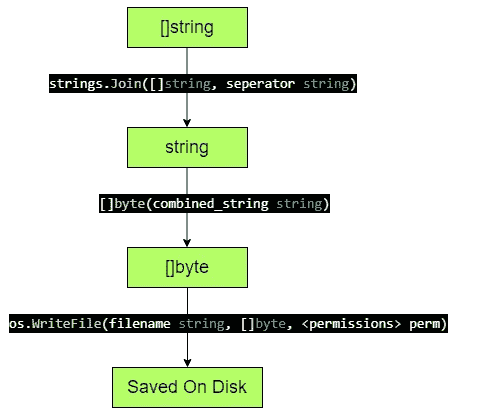 []string
strings.Join([]string, seperator string)
string
[]byte(combined_string string)
[]byte
os.WriteFile(filename string, []byte, <permissions> perm)
Saved On Disk